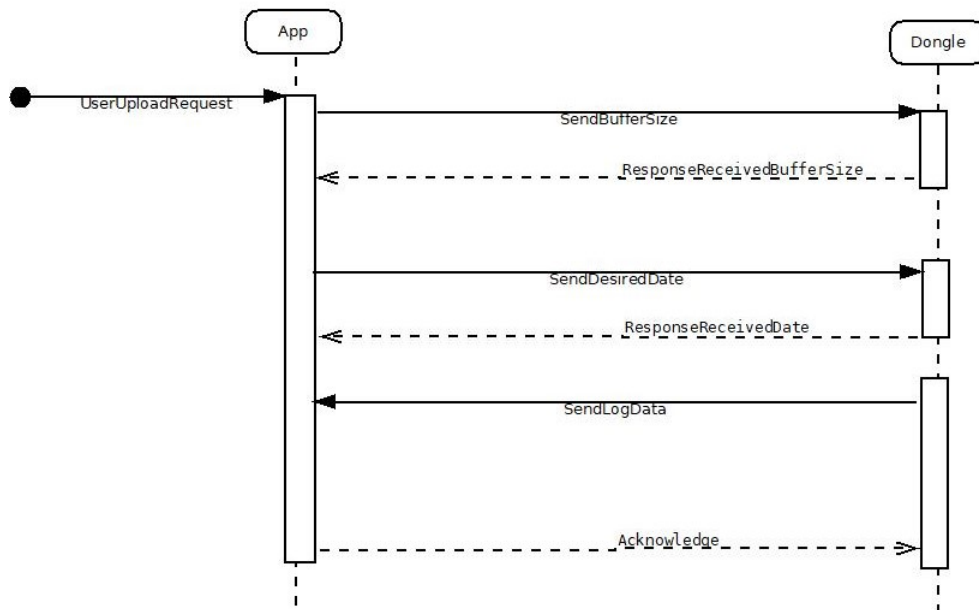 App
Dongle
UserUploadRequest
SendBufferSize
ResponseReceivedBufferSize
SendDesiredDate
ResponseReceivedDate
SendLogData
Acknowledge